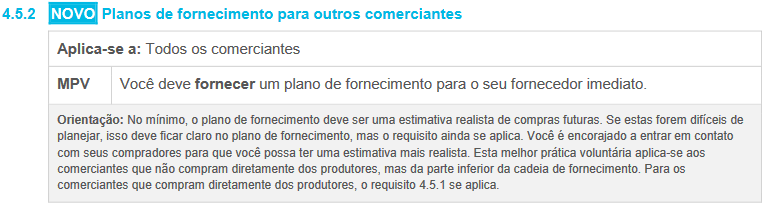 4.5.2 NOVO Planos de fornecimento para outros comerciantes
Aplica-se a: Todos os comerciantes
MPV Você deve fornecer um plano de fornecimento para o seu fornecedor imediato.
Orientação: No mínimo, o plano de fornecimento deve ser uma estimativa realista de compras futuras. Se estas forem difíceis de
planejar, isso deve ficar claro no plano de fornecimento, mas o requisito ainda se aplica. Você é encorajado a entrar em contato
com seus compradores para que você possa ter uma estimativa mais realista. Esta melhor prática voluntária aplica-se aos
comerciantes que não compram diretamente dos produtores, mas da parte inferior da cadeia de fornecimento. Para os
comerciantes que compram diretamente dos produtores, o requisito 4.5.1 se aplica.